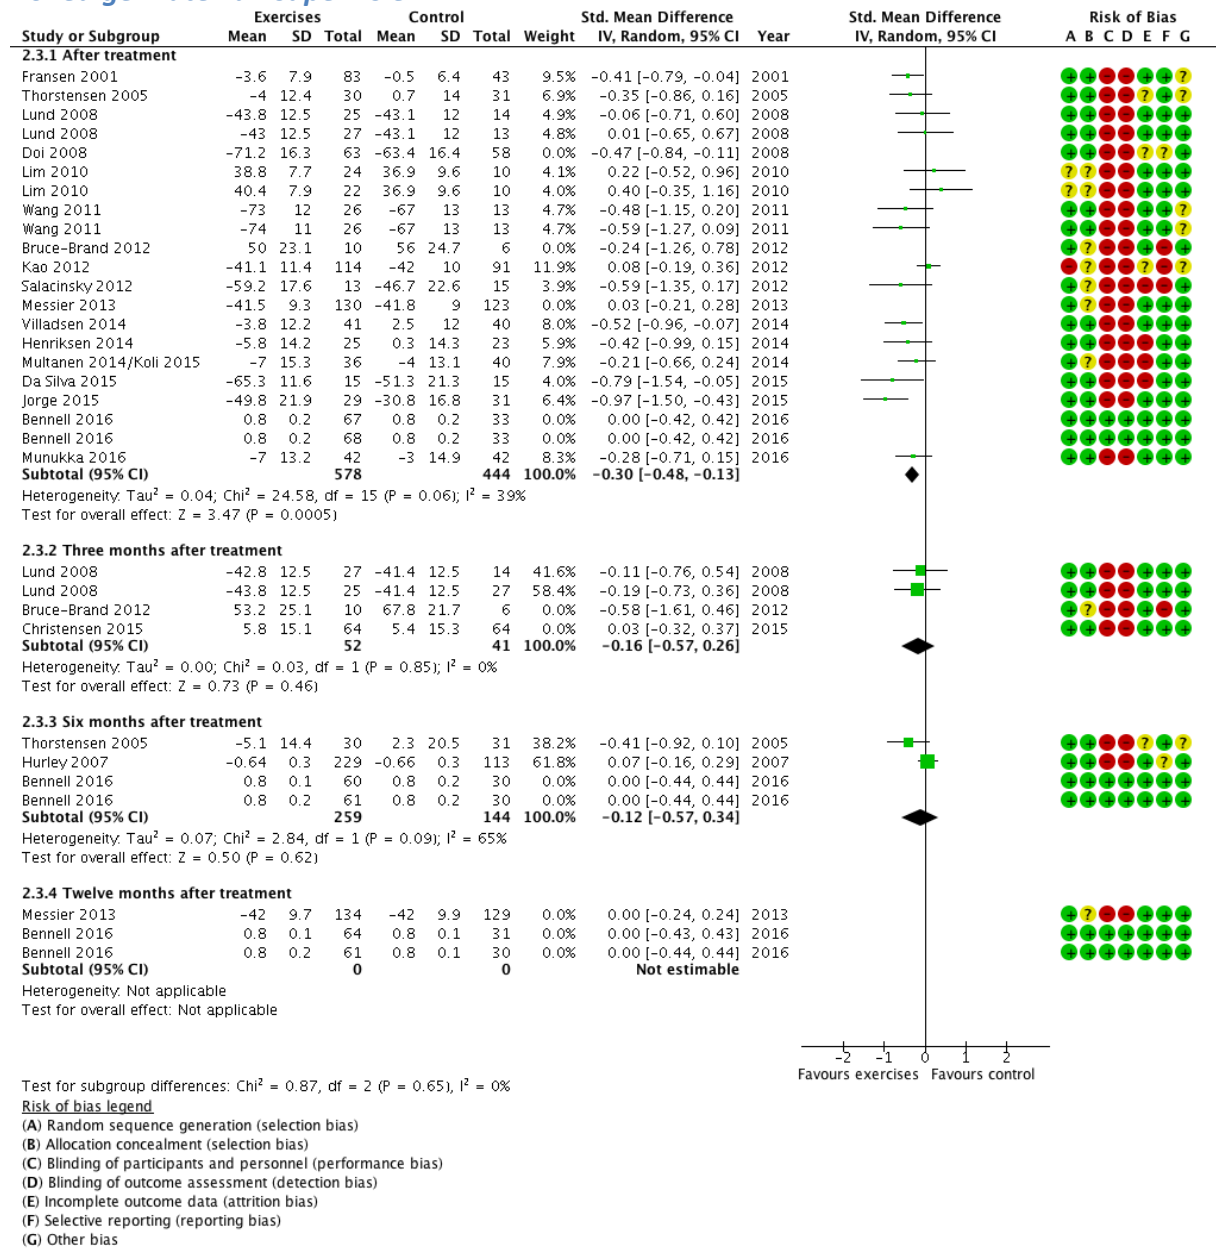 Exercises Control Std. Mean Difference Std. Mean Difference Risk of Bias
Study or Subgroup Mean SD Total Mean SD Total Weight IV, Random, 95% CI Year IV, Random, 95% CI A B C D E F G
2.3.1 After treatment
Fransen 2001 −3.6 7.9 83 −0.5 6.4 43 9.5% −0.41 [−0.79, −0.04] 2001 + + − − + + ?
Thorstensen 2005 −4 12.4 30 0.7 14 31 6.9% −0.35 [−0.86, 0.16] 2005 + + − − ? + ?
Lund 2008 −43.8 12.5 25 −43.1 12 14 4.9% −0.06 [−0.71, 0.60] 2008 + + − − + + +
Lund 2008 −43 12.5 27 −43.1 12 13 4.8% 0.01 [−0.65, 0.67] 2008 + + − − + + +
Doi 2008 −71.2 16.3 63 −63.4 16.4 58 0.0% −0.47 [−0.84, −0.11] 2008 + + − − ? ? +
Lim 2010 38.8 7.7 24 36.9 9.6 10 4.1% 0.22 [−0.52, 0.96] 2010 ? ? − − + + +
Lim 2010 40.4 7.9 22 36.9 9.6 10 4.0% 0.40 [−0.35, 1.16] 2010 ? ? − − + + +
Wang 2011 −73 12 26 −67 13 13 4.7% −0.48 [−1.15, 0.20] 2011 + + − − + + ?
Wang 2011 −74 11 26 −67 13 13 4.7% −0.59 [−1.27, 0.09] 2011 + + − − + + ?
Bruce−Brand 2012 50 23.1 10 56 24.7 6 0.0% −0.24 [−1.26, 0.78] 2012 + ? − − + − +
Kao 2012 −41.1 11.4 114 −42 10 91 11.9% 0.08 [−0.19, 0.36] 2012 − ? − − ? − ?
Salacinsky 2012 −59.2 17.6 13 −46.7 22.6 15 3.9% −0.59 [−1.35, 0.17] 2012 + ? − − − − +
Messier 2013 −41.5 9.3 130 −41.8 9 123 0.0% 0.03 [−0.21, 0.28] 2013 + ? − − + + +
Villadsen 2014 −3.8 12.2 41 2.5 12 40 8.0% −0.52 [−0.96, −0.07] 2014 + + − − + + +
Henriksen 2014 −5.8 14.2 25 0.3 14.3 23 6.0% −0.42 [−0.99, 0.15] 2014 + + − − − + +
Multanen 2014/Koli 2015 −7 15.3 36 −4 13.1 40 7.9% −0.21 [−0.66, 0.24] 2014 + ? − − − + +
Da Silva 2015 −65.3 11.6 15 −51.3 21.3 15 4.0% −0.79 [−1.54, −0.05] 2015 + + − − − + +
Jorge 2015 −49.8 21.9 29 −30.8 16.8 31 6.4% −0.97 [−1.50, −0.43] 2015 + + − − + + +
Bennell 2016 0.8 0.2 67 0.8 0.2 33 0.0% 0.00 [−0.42, 0.42] 2016 + + + + + + +
Bennell 2016 0.8 0.2 68 0.8 0.2 33 0.0% 0.00 [−0.42, 0.42] 2016 + + + + + + +
Munukka 2016 −7 13.2 42 −3 14.9 42 8.3% −0.28 [−0.71, 0.15] 2016 + + − − + + +
Subtotal (95% CI) 578 444 100.0% −0.30 [−0.48, −0.13]
Heterogeneity: Tau² = 0.04; Chi² = 24.58, df = 15 (P = 0.06); I² = 39%
Test for overall effect: Z = 3.47 (P = 0.0005)
2.3.2 Three months after treatment
Lund 2008 −42.8 12.5 27 −41.4 12.5 14 41.6% −0.11 [−0.76, 0.54] 2008 + + − − + + +
Lund 2008 −43.8 12.5 25 −41.4 12.5 27 58.4% −0.19 [−0.73, 0.36] 2008 + + − − + + +
Bruce−Brand 2012 53.2 25.1 10 67.8 21.7 6 0.0% −0.58 [−1.61, 0.46] 2012 + ? − − + − +
Christensen 2015 5.8 15.1 64 5.4 15.3 64 0.0% 0.03 [−0.32, 0.37] 2015 + + − − + + +
Subtotal (95% CI) 52 41 100.0% −0.16 [−0.57, 0.26]
Heterogeneity: Tau² = 0.00; Chi² = 0.03, df = 1 (P = 0.85); I² = 0%
Test for overall effect: Z = 0.73 (P = 0.46)
2.3.3 Six months after treatment
Thorstensen 2005 −5.1 14.4 30 2.3 20.5 31 38.2% −0.41 [−0.92, 0.10] 2005 + + − − ? + ?
Hurley 2007 −0.64 0.3 229 −0.66 0.3 113 61.8% 0.07 [−0.16, 0.29] 2007 + + − − + ? +
Bennell 2016 0.8 0.1 60 0.8 0.2 30 0.0% 0.00 [−0.44, 0.44] 2016 + + + + + + +
Bennell 2016 0.8 0.2 61 0.8 0.2 30 0.0% 0.00 [−0.44, 0.44] 2016 + + + + + + +
Subtotal (95% CI) 259 144 100.0% −0.12 [−0.57, 0.34]
Heterogeneity: Tau² = 0.07; Chi² = 2.84, df = 1 (P = 0.09); I² = 65%
Test for overall effect: Z = 0.50 (P = 0.62)
2.3.4 Twelve months after treatment
Messier 2013 −42 9.7 134 −42 9.9 129 0.0% 0.00 [−0.24, 0.24] 2013 + ? − − + + +
Bennell 2016 0.8 0.1 64 0.8 0.1 31 0.0% 0.00 [−0.43, 0.43] 2016 + + + + + + +
Bennell 2016 0.8 0.2 61 0.8 0.1 30 0.0% 0.00 [−0.44, 0.44] 2016 + + + + + + +
Subtotal (95% CI) 0 0 Not estimable
Heterogeneity: Not applicable
Test for overall effect: Not applicable
−2 −1 0 1 2
Favours exercises Favours control
Test for subgroup differences: Chi² = 0.87, df = 2 (P = 0.65), I² = 0%
Risk of bias legend
(A) Random sequence generation (selection bias)
(B) Allocation concealment (selection bias)
(C) Blinding of participants and personnel (performance bias)
(D) Blinding of outcome assessment (detection bias)
(E) Incomplete outcome data (attrition bias)
(F) Selective reporting (reporting bias)
(G) Other bias